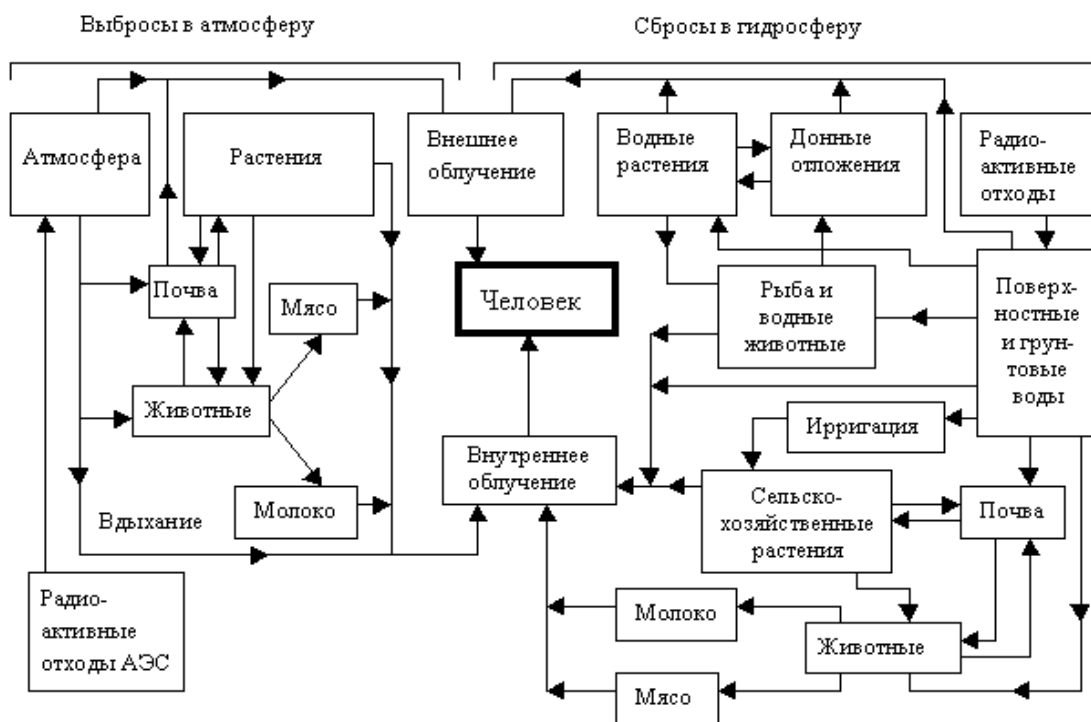 Выбросы в атмосферу
Сбросы в гидросферу
Атмосфера
Растения
Внешнее
облучение
Водные
растения
Донные
отложения
Радио-
активные
отходы
Почва
Мясо
Человек
Рыба и
водные
животные
Поверх-
ностные
и грун-
товые
воды
Животные
Ирригация
Внутреннее
облучение
Молоко
Вдыхание
Сельско-
хозяйственные
растения
Почва
Радио-
активные
отходы АЭС
Молоко
Животные
Мясо